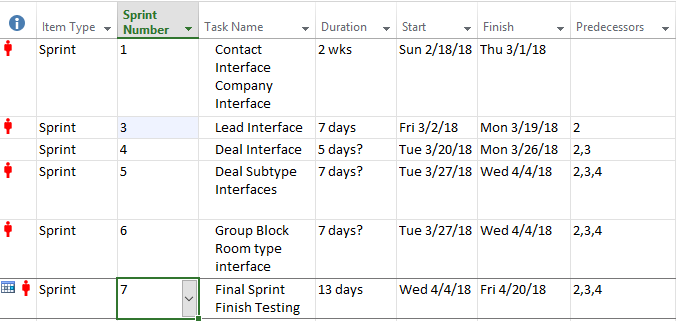 Item Type Sprint Number Task Name Duration Start Finish Predecessors
Sprint 1 Contact Interface Company Interface 2 wks Sun 2/18/18 Thu 3/1/18
Sprint 3 Lead Interface 7 days Fri 3/2/18 Mon 3/19/18 2
Sprint 4 Deal Interface 5 days? Tue 3/20/18 Mon 3/26/18 2,3
Sprint 5 Deal Subtype Interfaces 7 days? Tue 3/27/18 Wed 4/4/18 2,3,4
Sprint 6 Group Block Room type interface 7 days? Tue 3/27/18 Wed 4/4/18 2,3,4
Sprint 7 Final Sprint Finish Testing 13 days Wed 4/4/18 Fri 4/20/18 2,3,4